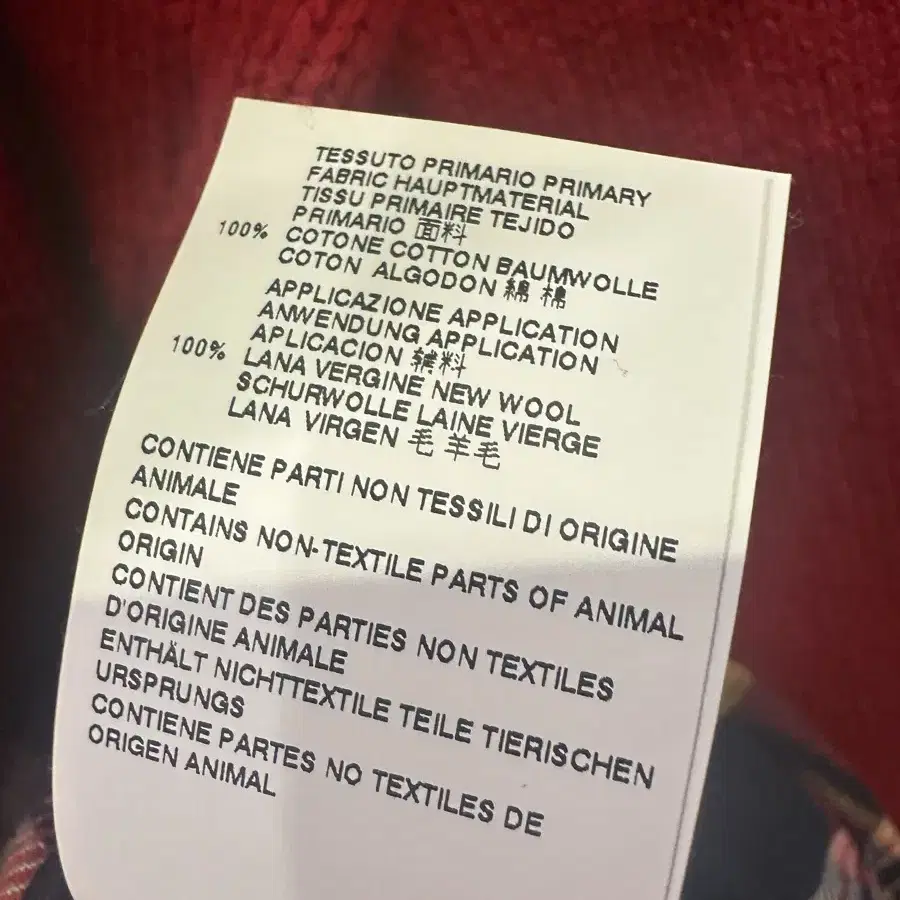 TESSUTO PRIMARIO PRIMARY
FABRIC HAUPTMATERIAL
TISSU PRIMAIRE TEJIDO
PRIMARIO 面料
100% COTONE COTTON BAUMWOLLE
COTON ALGODON 綿 棉
APPLICAZIONE APPLICATION
ANWENDUNG APPLICATION
APLICACION 辅料
100% LANA VERGINE NEW WOOL
SCHURWOLLE LAINE VIERGE
LANA VIRGEN 毛 羊毛
CONTIENE PARTI NON TESSILI DI ORIGINE
ANIMALE
CONTAINS NON-TEXTILE PARTS OF ANIMAL
ORIGIN
CONTIENT DES PARTIES NON TEXTILES
D'ORIGINE ANIMALE
ENTHÄLT NICHTTEXTILE TEILE TIERISCHEN
URSPRUNGS
CONTIENE PARTES NO TEXTILES DE
ORIGEN ANIMAL